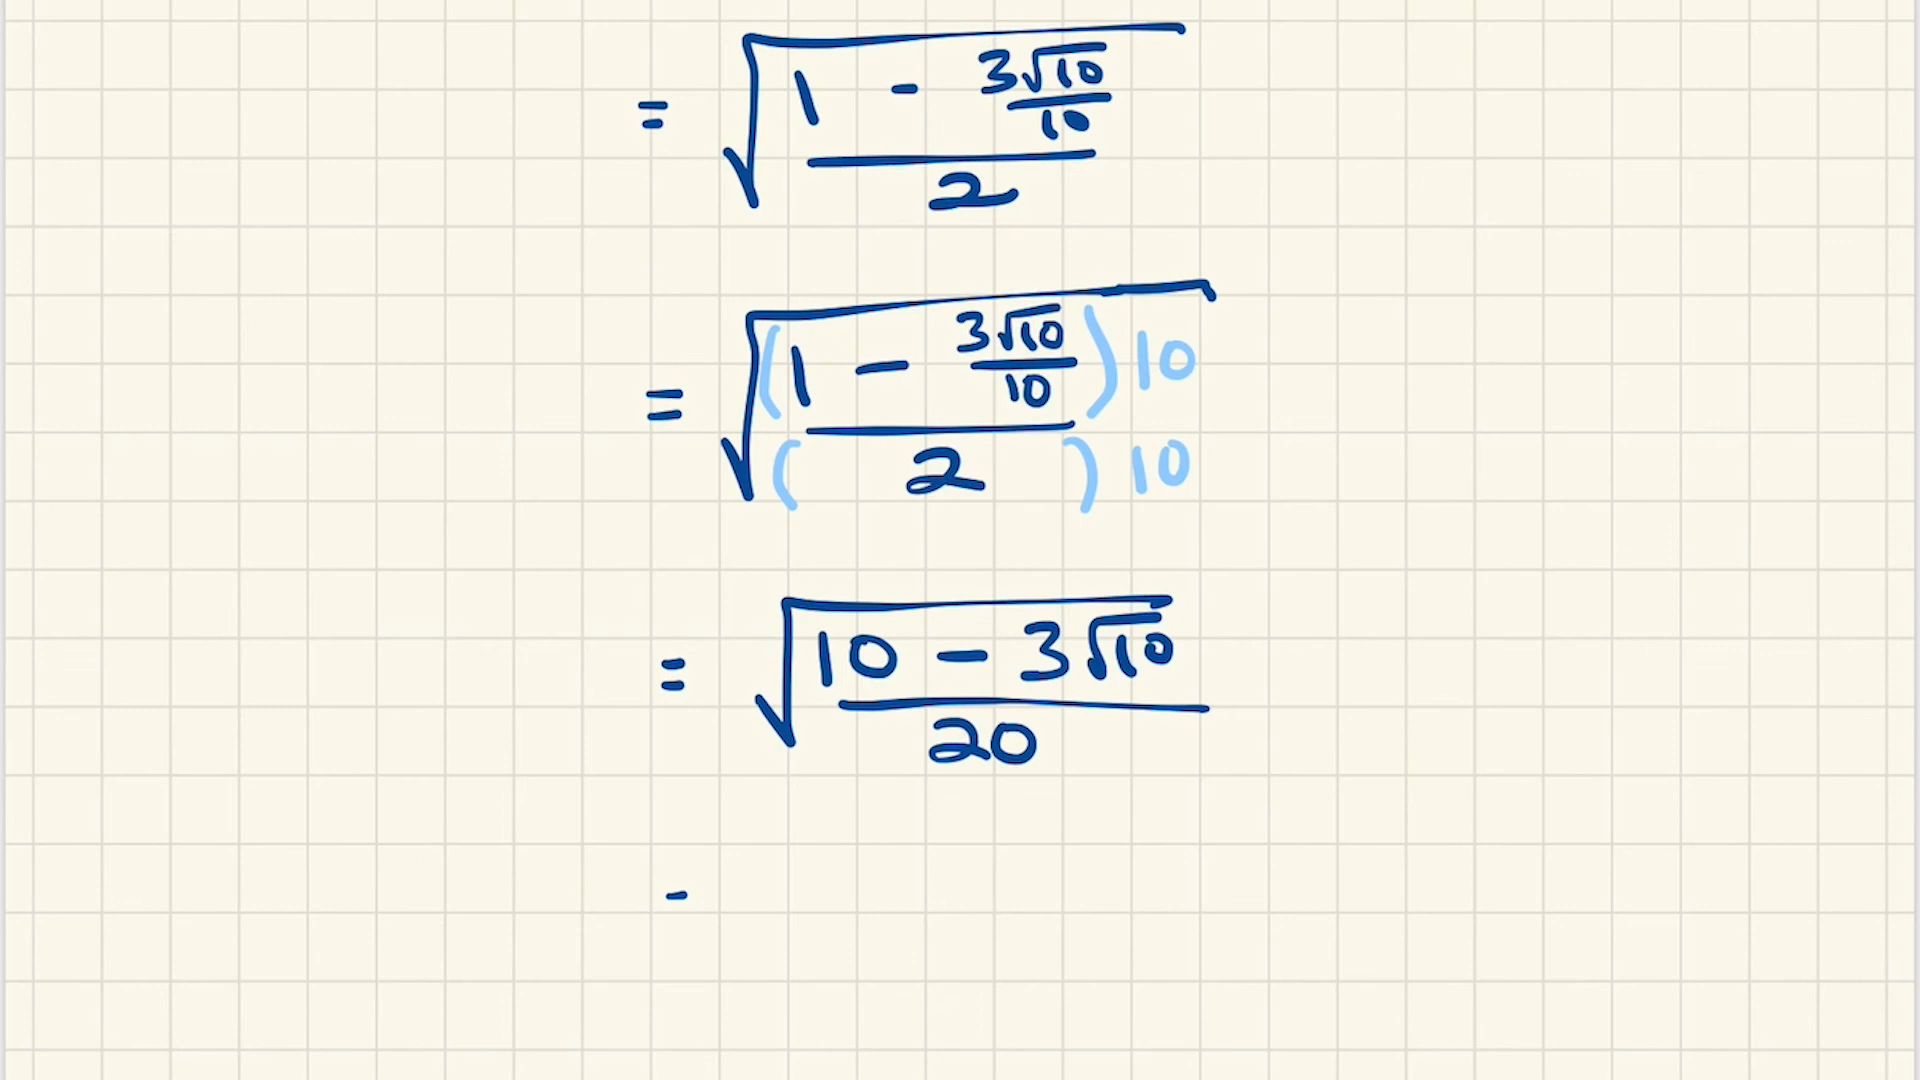 = √((1 - 3√10/10)/2)
= √((1 - 3√10/10)10/(2)10)
= √((10 - 3√10)/20)
-